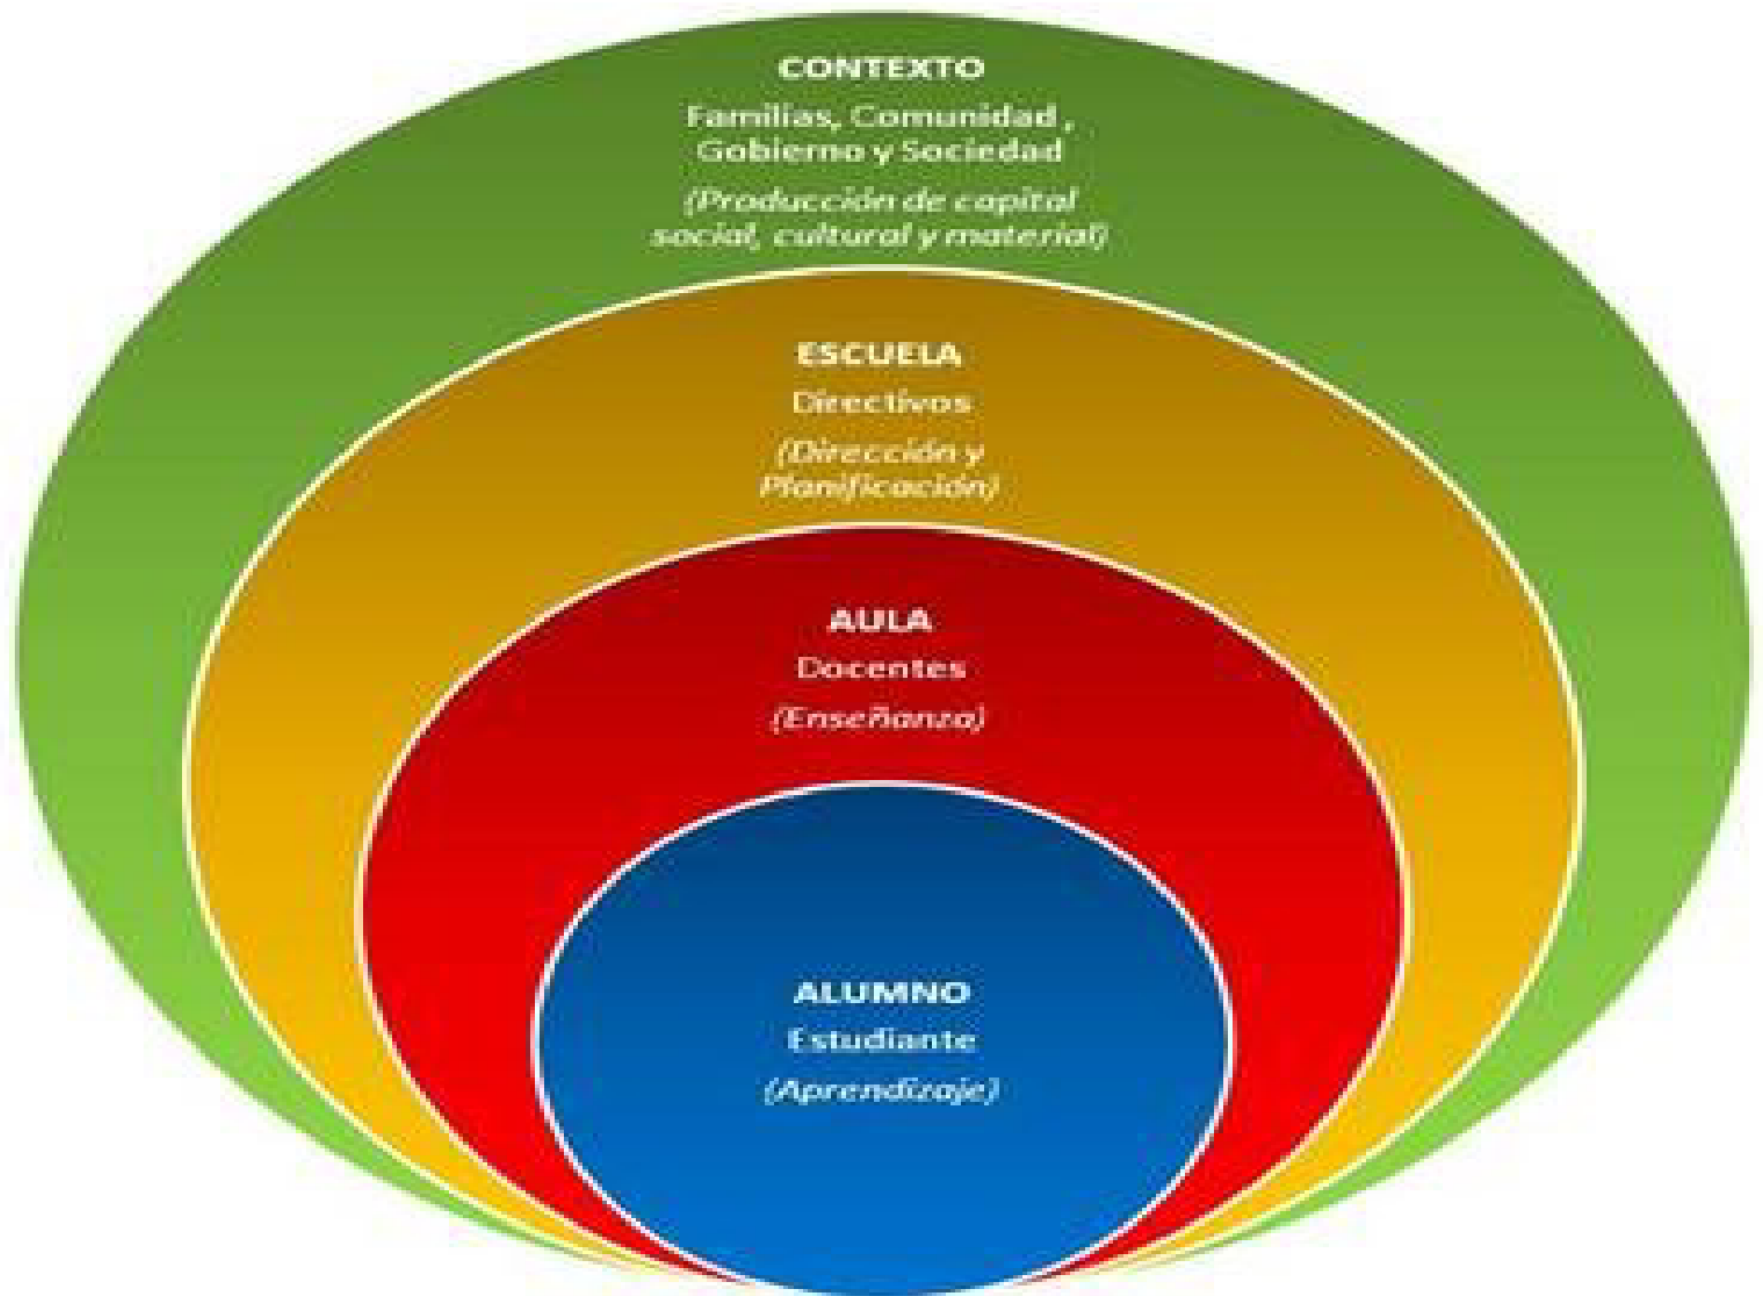 CONTEXTO
Familias, Comunidad ,
Gobierno y Sociedad
(Producción de capital
social, cultural y material)
ESCUELA
Directivos
(Dirección y
Planificación)
AULA
Docentes
(Enseñanza)
ALUMNO
Estudiante
(Aprendizaje)